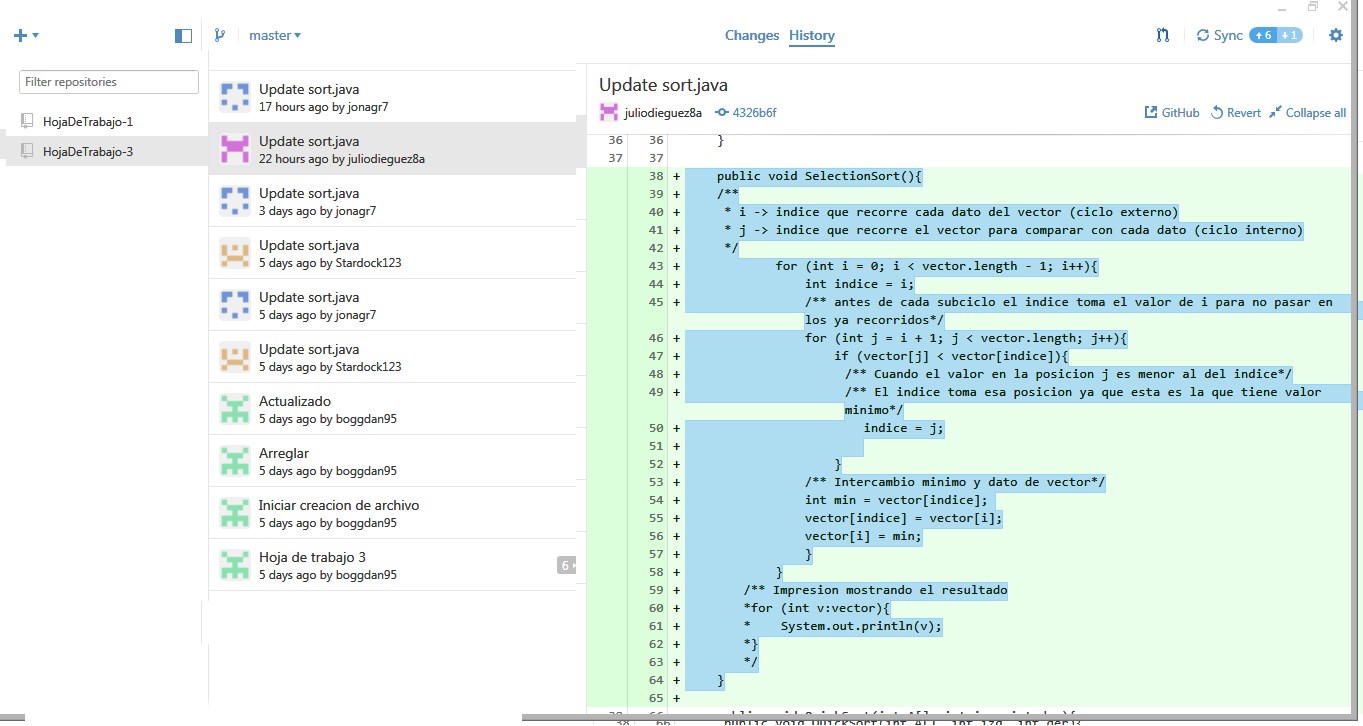 master
Changes
History
Sync
6
1
Filter repositories
HojaDeTrabajo-1
HojaDeTrabajo-3
Update sort.java
17 hours ago by jonagr7
Update sort.java
22 hours ago by juliodieguez8a
Update sort.java
3 days ago by jonagr7
Update sort.java
5 days ago by Stardock123
Update sort.java
5 days ago by jonagr7
Update sort.java
5 days ago by Stardock123
Actualizado
5 days ago by boggdan95
Arreglar
5 days ago by boggdan95
Iniciar creacion de archivo
5 days ago by boggdan95
Hoja de trabajo 3
5 days ago by boggdan95
6
Update sort.java
juliodieguez8a
4326b6f
GitHub
Revert
Collapse all
36 36 }
37 37
38 + public void SelectionSort(){
39 + /**
40 + * i -> indice que recorre cada dato del vector (ciclo externo)
41 + * j -> indice que recorre el vector para comparar con cada dato (ciclo interno)
42 + */
43 + for (int i = 0; i < vector.length - 1; i++){
44 + int indice = i;
45 + /** antes de cada subciclo el indice toma el valor de i para no pasar en
los ya recorridos*/
46 + for (int j = i + 1; j < vector.length; j++){
47 + if (vector[j] < vector[indice]){
48 + /** Cuando el valor en la posicion j es menor al del indice*/
49 + /** El indice toma esa posicion ya que esta es la que tiene valor
minimo*/
50 + indice = j;
51 +
52 + }
53 + /** Intercambio minimo y dato de vector*/
54 + int min = vector[indice];
55 + vector[indice] = vector[i];
56 + vector[i] = min;
57 + }
58 + }
59 + /** Impresion mostrando el resultado
60 + *for (int v:vector){
61 + * System.out.println(v);
62 + *}
63 + */
64 + }
65 +
38 66 public void QuickSort(int A[], int izq, int der){